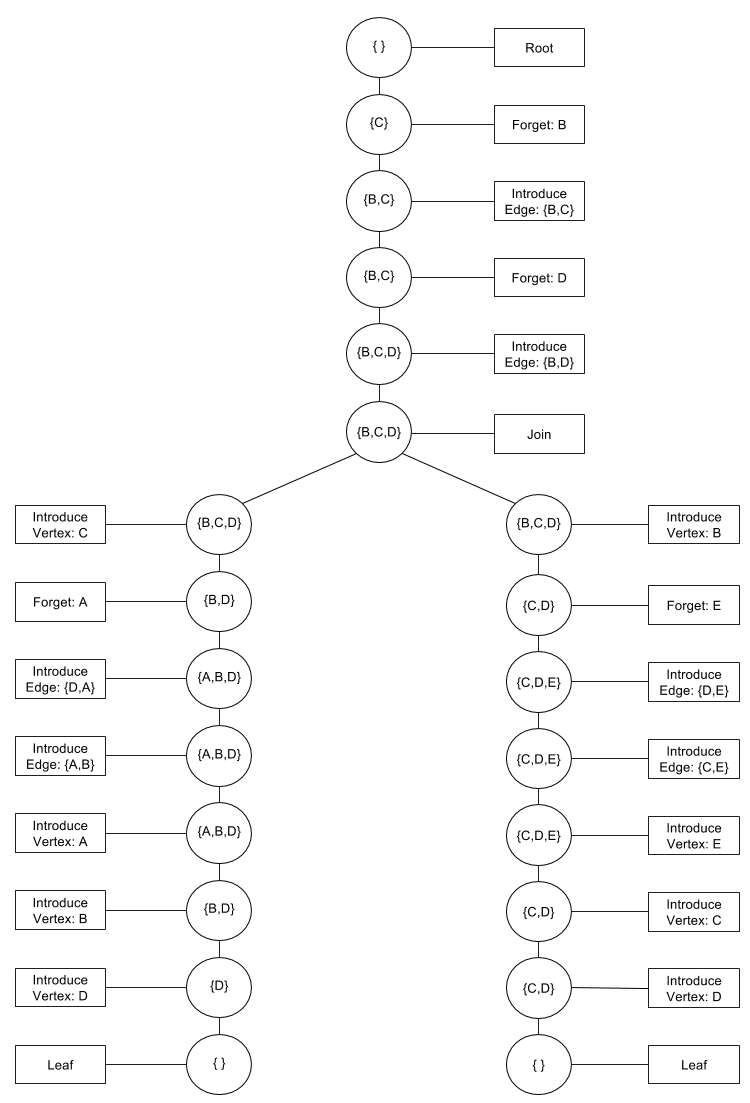 { }
Root
{C}
Forget: B
{B,C}
Introduce
Edge: {B,C}
{B,C}
Forget: D
{B,C,D}
Introduce
Edge: {B,D}
{B,C,D}
Join
Introduce
Vertex: C
{B,C,D}
{B,C,D}
Introduce
Vertex: B
Forget: A
{B,D}
{C,D}
Forget: E
Introduce
Edge: {D,A}
{A,B,D}
{C,D,E}
Introduce
Edge: {D,E}
Introduce
Edge: {A,B}
{A,B,D}
{C,D,E}
Introduce
Edge: {C,E}
Introduce
Vertex: A
{A,B,D}
{C,D,E}
Introduce
Vertex: E
Introduce
Vertex: B
{B,D}
{C,D}
Introduce
Vertex: C
Introduce
Vertex: D
{D}
{C,D}
Introduce
Vertex: D
Leaf
{ }
{ }
Leaf